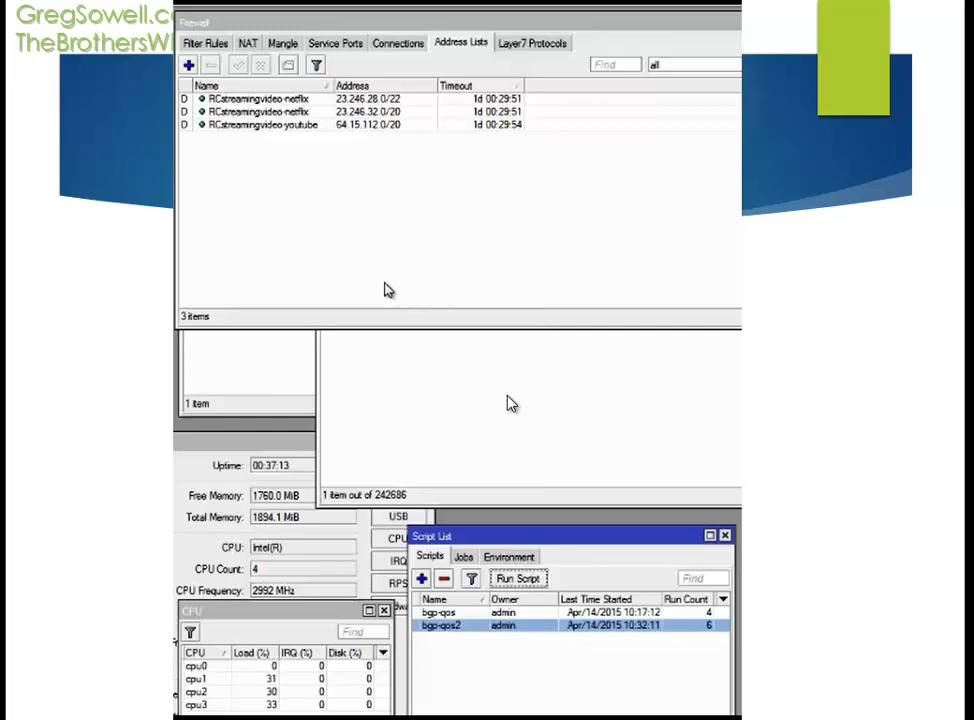 GregSowell.c
TheBrothersW
Firewall
Filter Rules NAT Mangle Service Ports Connections Address Lists Layer7 Protocols
Find all
Name Address Timeout
D RCstreamingvideo-netflix 23.246.28.0/22 1d 00:29:51
D RCstreamingvideo-netflix 23.246.32.0/20 1d 00:29:51
D RCstreamingvideo-youtube 64.15.112.0/20 1d 00:29:54
3 items
1 item
Uptime: 00:37:13
1 item out of 242686
Free Memory: 1760.0 MiB
Total Memory: 1894.1 MiB
USB
CPU: Intel(R)
CPU
CPU Count: 4
IRQ
CPU Frequency: 2992 MHz
RPS
Script List
Scripts Jobs Environment
Run Script Find
Name Owner Last Time Started Run Count
bgp-qos admin Apr/14/2015 10:17:12 4
bgp-qos2 admin Apr/14/2015 10:32:11 6
CPU
Find
CPU Load (%) IRQ (%) Disk (%)
cpu0 0 0 0
cpu1 31 0 0
cpu2 30 0 0
cpu3 33 0 0